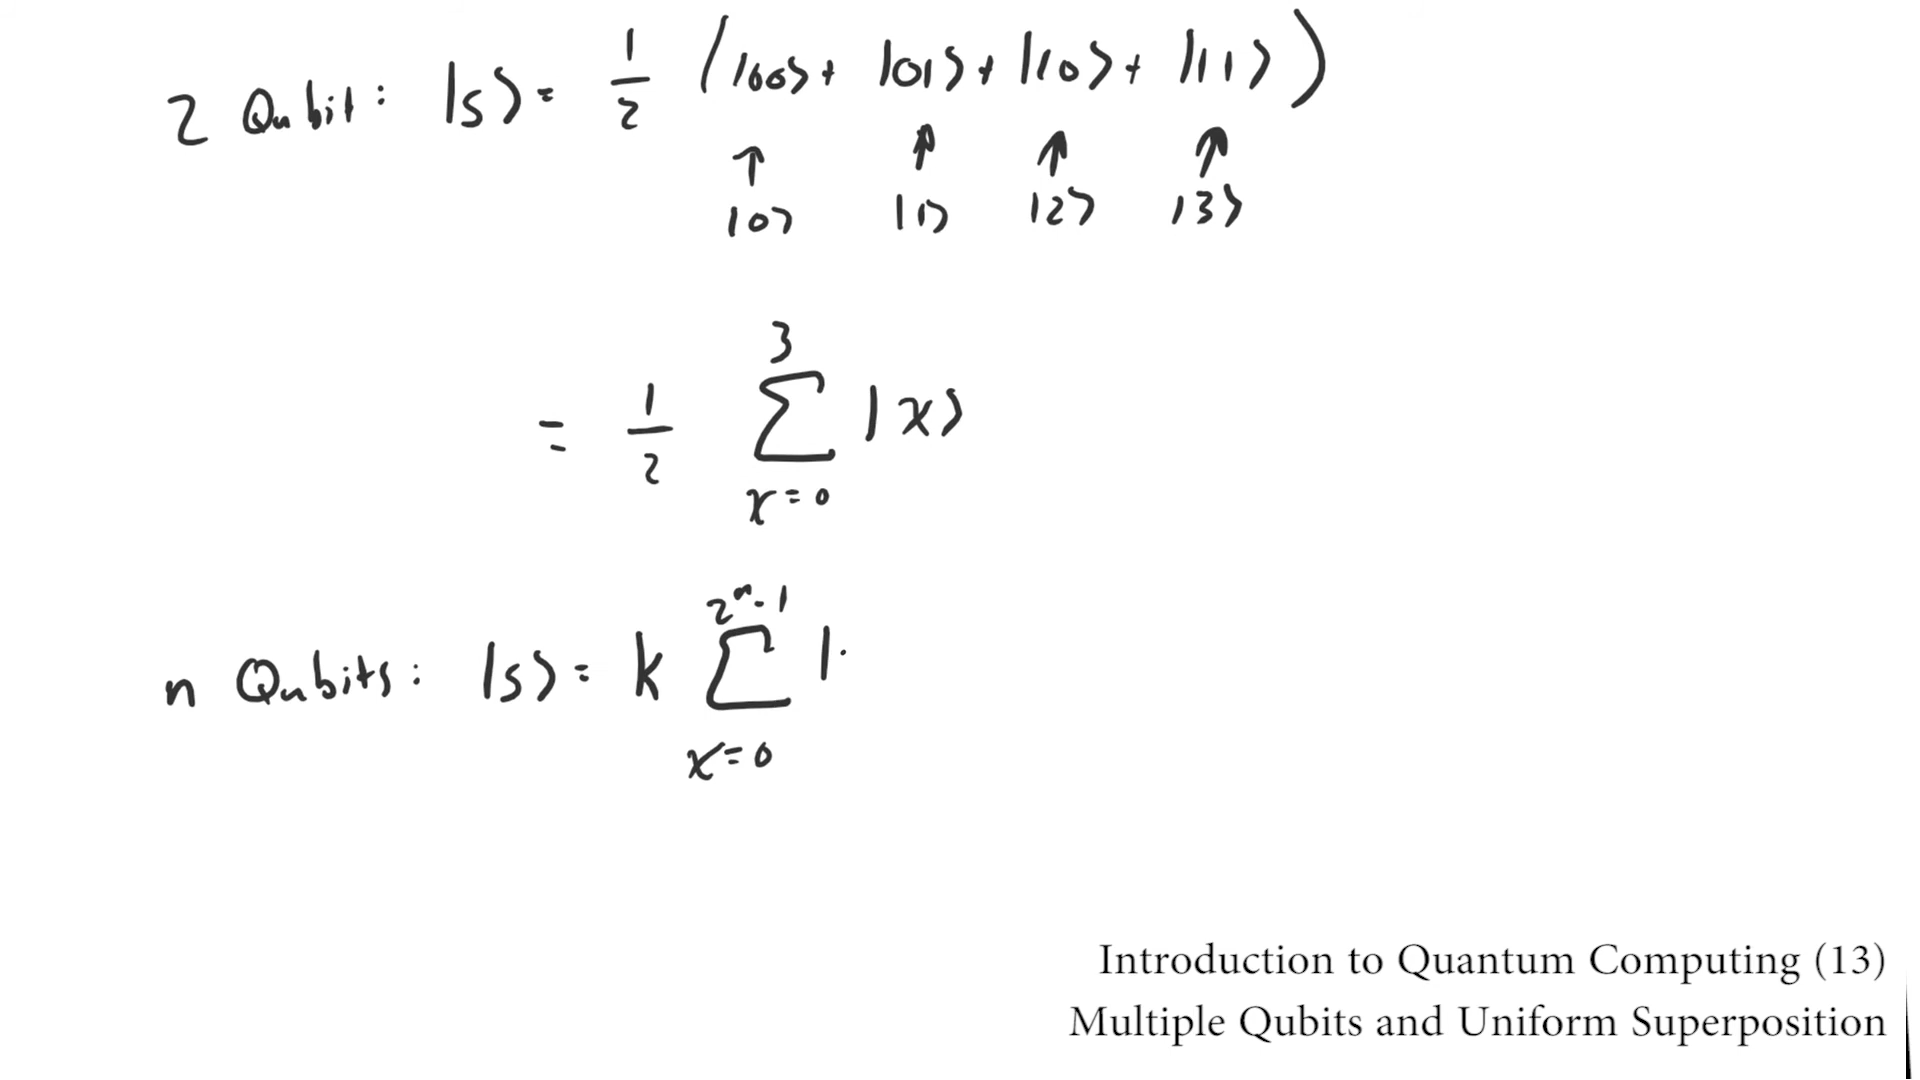 2 Qubit: |s⟩= 1/2 (|00⟩+ |01⟩+ |10⟩+ |11⟩)
↑ ↑ ↑ ↑
|0⟩ |1⟩ |2⟩ |3⟩
= 1/2 3 ∑ x=0 |x⟩
n Qubits: |s⟩= k 2ⁿ-1 ∑ x=0 |·
Introduction to Quantum Computing (13)
Multiple Qubits and Uniform Superposition